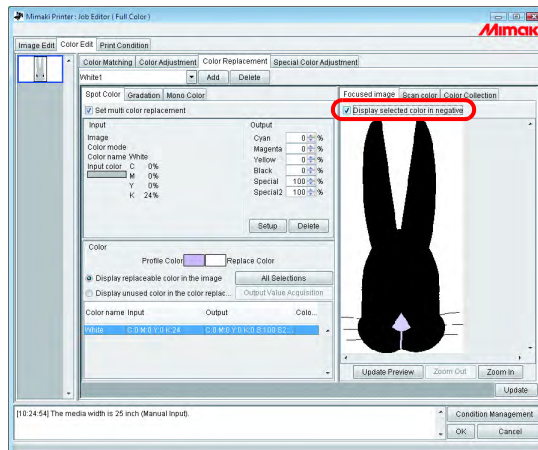 Mimaki Printer : Job Editor ( Full Color )
Mimaki
Image Edit Color Edit Print Condition
Color Matching Color Adjustment Color Replacement Special Color Adjustment
White1 Add Delete
Spot Color Gradation Mono Color
Focused image Scan color Color Collection
Set multi color replacement
Display selected color in negative
Input
Output
Image
Color mode
Color name White
Input color C 0%
M 0%
Y 0%
K 24%
Cyan 0 %
Magenta 0 %
Yellow 0 %
Black 0 %
Special 100 %
Special2 100 %
Setup Delete
Color
Profile Color Replace Color
Display replaceable color in the image All Selections
Display unused color in the color replac... Output Value Acquisition
Color name Input Output Colo...
White C:0 M:0 Y:0 K:24 C:0 M:0 Y:0 K:0 S:100 S2:...
Update Preview Zoom Out Zoom In
Update
[10:24:54] The media width is 25 inch (Manual Input).
Condition Management
OK Cancel